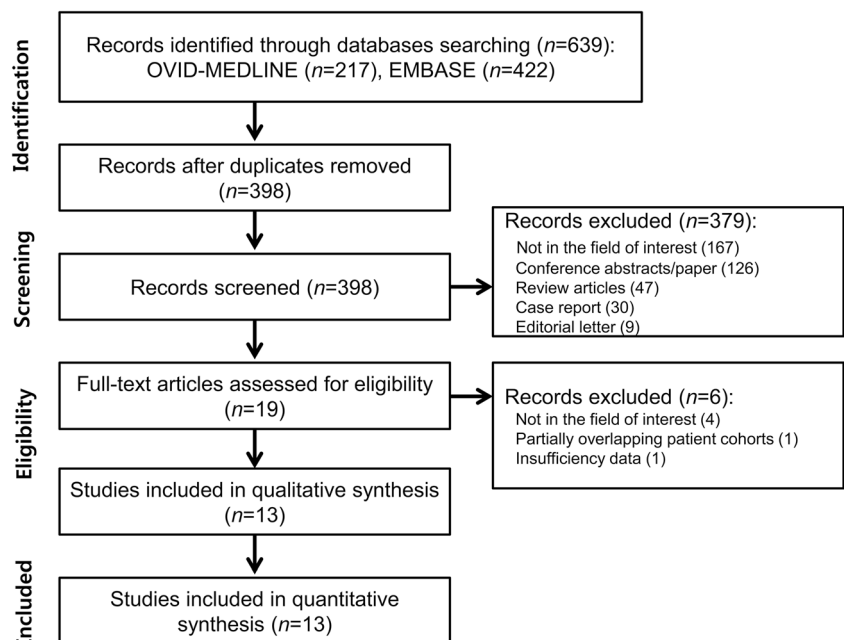 Identification
Records identified through databases searching (n=639):
OVID-MEDLINE (n=217), EMBASE (n=422)
Records after duplicates removed
(n=398)
Screening
Records screened (n=398)
Records excluded (n=379):
Not in the field of interest (167)
Conference abstracts/paper (126)
Review articles (47)
Case report (30)
Editorial letter (9)
Eligibility
Full-text articles assessed for eligibility
(n=19)
Records excluded (n=6):
Not in the field of interest (4)
Partially overlapping patient cohorts (1)
Insufficiency data (1)
Studies included in qualitative synthesis
(n=13)
Included
Studies included in quantitative
synthesis (n=13)